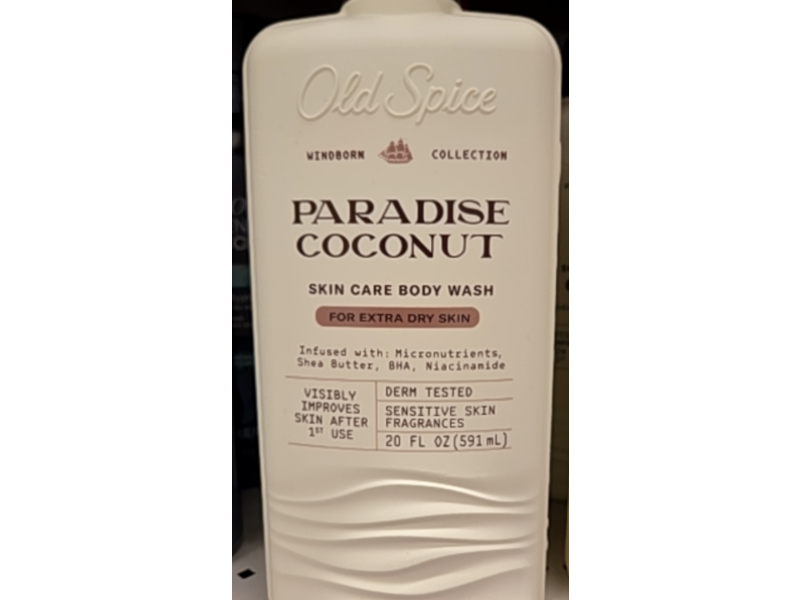 Old Spice
WINDBORN COLLECTION
PARADISE
COCONUT
SKIN CARE BODY WASH
FOR EXTRA DRY SKIN
Infused with: Micronutrients,
Shea Butter, BHA, Niacinamide
VISIBLY
IMPROVES
SKIN AFTER
1ST USE
DERM TESTED
SENSITIVE SKIN
FRAGRANCES
20 FL OZ (591 mL)